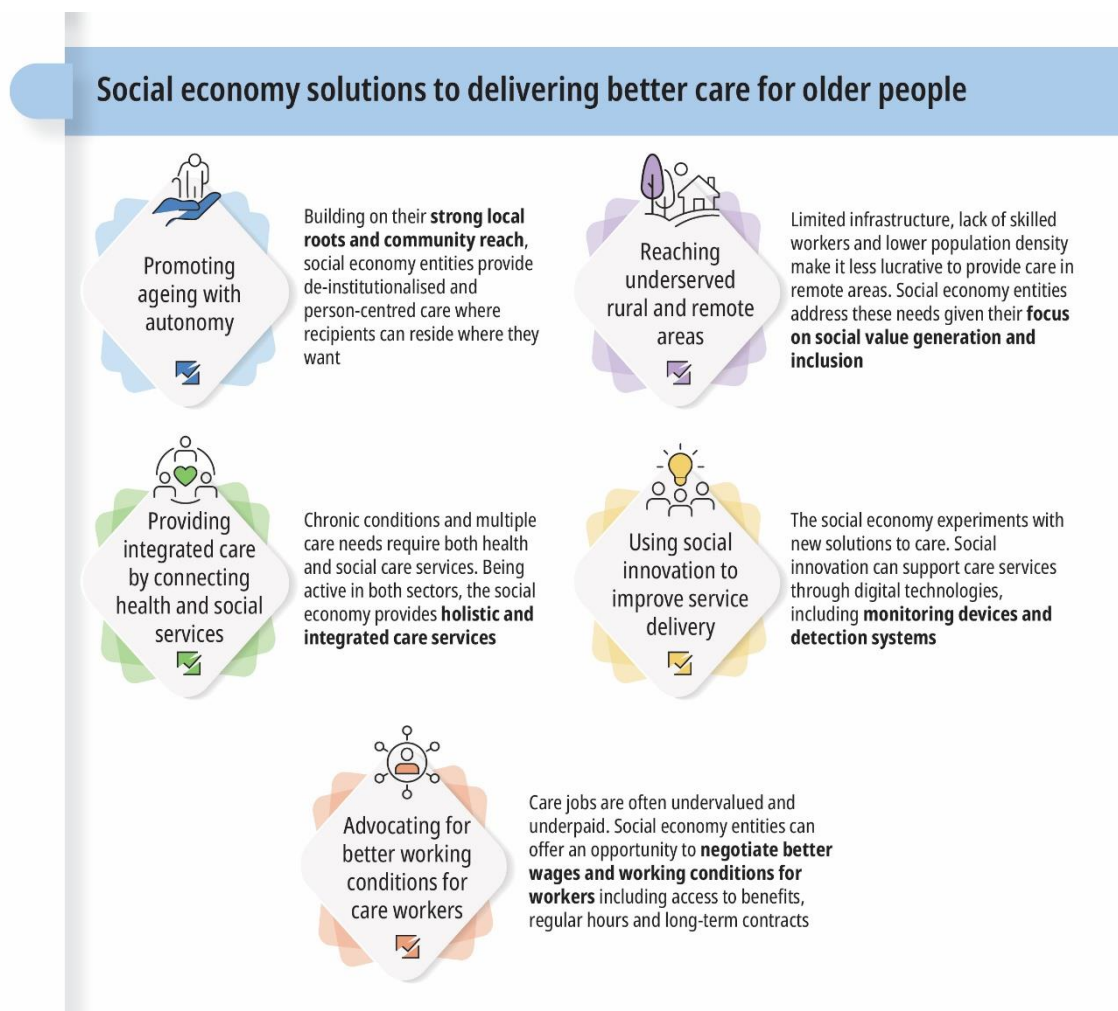 Social economy solutions to delivering better care for older people
Promoting
ageing with
autonomy
Building on their strong local
roots and community reach,
social economy entities provide
de-institutionalised and
person-centred care where
recipients can reside where they
want
Reaching
underserved
rural and remote
areas
Limited infrastructure, lack of skilled
workers and lower population density
make it less lucrative to provide care in
remote areas. Social economy entities
address these needs given their focus
on social value generation and
inclusion
Providing
integrated care
by connecting
health and social
services
Chronic conditions and multiple
care needs require both health
and social care services. Being
active in both sectors, the social
economy provides holistic and
integrated care services
Using social
innovation to
improve service
delivery
The social economy experiments with
new solutions to care. Social
innovation can support care services
through digital technologies,
including monitoring devices and
detection systems
Advocating for
better working
conditions for
care workers
Care jobs are often undervalued and
underpaid. Social economy entities can
offer an opportunity to negotiate better
wages and working conditions for
workers including access to benefits,
regular hours and long-term contracts